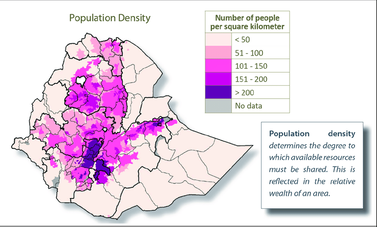 Population Density
Number of people
per square kilometer
< 50
51 - 100
101 - 150
151 - 200
> 200
No data
Population density
determines the degree to
which available resources
must be shared. This is
reflected in the relative
wealth of an area.